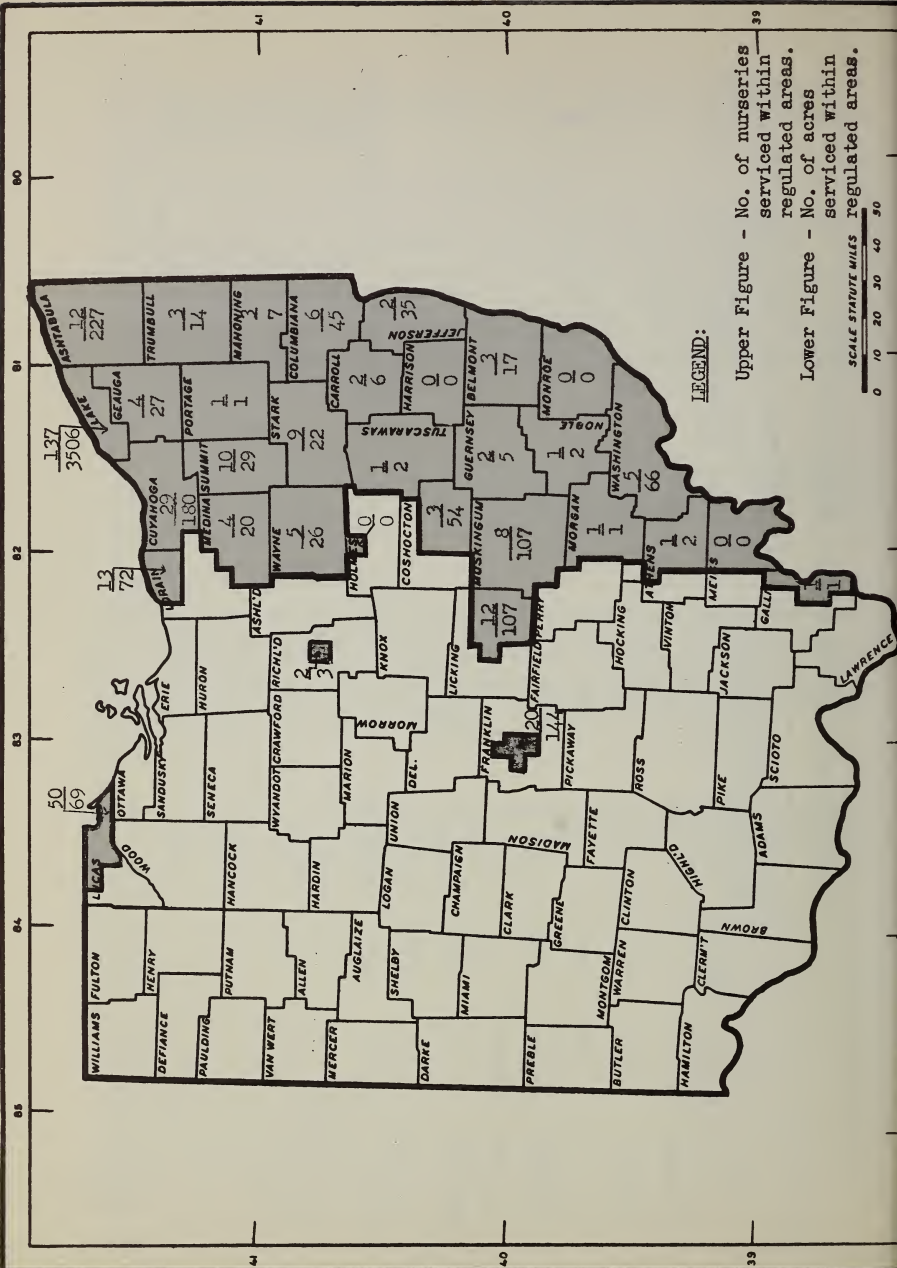 85
84
83
82
81
80
41
40
39
41
40
39
WILLIAMS
FULTON
LUCAS
50
69
OTTAWA
DEFIANCE
HENRY
WOOD
SANDUSKY
ERIE
LORAIN
13
72
CUYAHOGA
29
180
LAKE
137
3506
GEAUGA
4
27
ASHTABULA
12
227
TRUMBULL
3
14
PAULDING
PUTNAM
HANCOCK
SENECA
HURON
MEDINA
4
20
SUMMIT
10
29
PORTAGE
1
1
MAHONING
3
7
VAN WERT
ALLEN
HARDIN
WYANDOT
CRAWFORD
RICHL'D
2
3
ASHL'D
WAYNE
5
26
STARK
9
22
COLUMBIANA
6
45
MERCER
AUGLAIZE
MARION
MORROW
KNOX
HOLMES
0
0
CARROLL
2
6
JEFFERSON
2
35
HARRISON
0
0
TUSCARAWAS
1
2
COSHOCTON
3
54
SHELBY
LOGAN
UNION
DEL.
LICKING
12
107
MUSKINGUM
8
107
GUERNSEY
2
5
BELMONT
3
17
DARKE
MIAMI
CHAMPAIGN
CLARK
MADISON
FRANKLIN
20
FAIRFIELD
PERRY
MORGAN
1
1
NOBLE
1
2
MONROE
0
0
PREBLE
MONTGOM
GREENE
FAYETTE
PICKAWAY
HOCKING
ATHENS
1
2
WASHINGTON
5
66
BUTLER
WARREN
CLINTON
ROSS
VINTON
MEIGS
0
0
HAMILTON
CLERM'T
HIGHL'D
PIKE
JACKSON
GALLIA
1
1
BROWN
ADAMS
SCIOTO
LAWRENCE
LEGEND:
Upper Figure - No. of nurseries
serviced within
regulated areas.
Lower Figure - No. of acres
serviced within
regulated areas.
SCALE STATUTE MILES
0 10 20 30 40 50